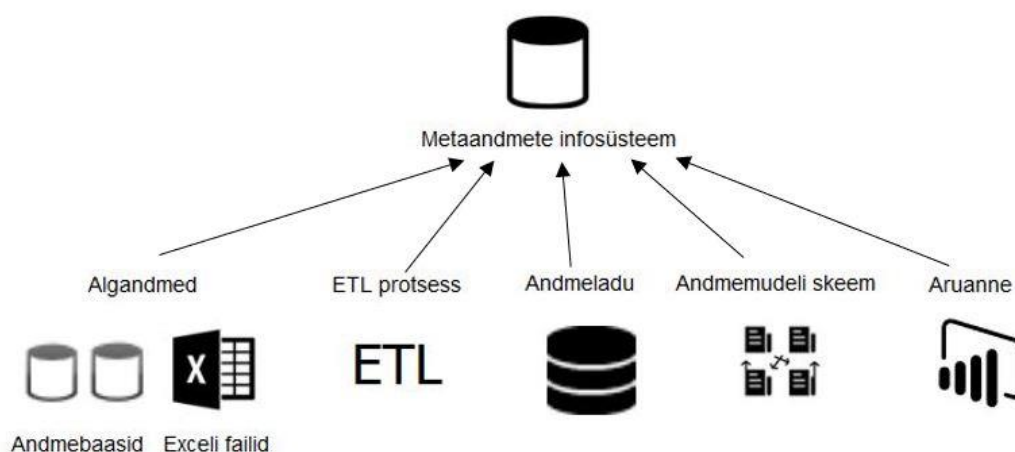 Metaandmete infosüsteem
Algandmed
ETL protsess
Andmeladu
Andmemudeli skeem
Aruanne
X
ETL
Andmebaasid
Exceli failid